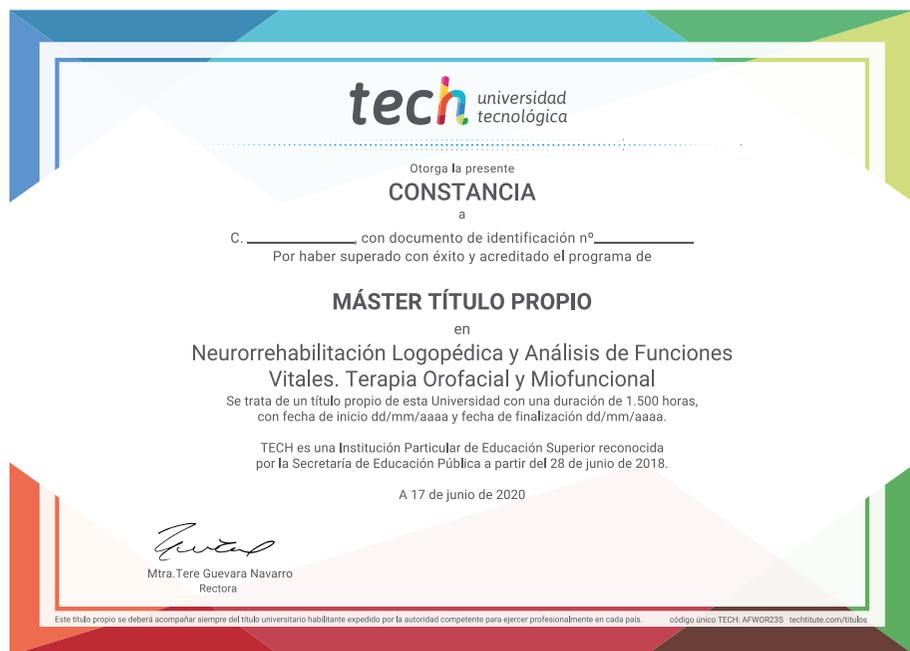 tech universidad
tecnológica
Otorga la presente
CONSTANCIA
a
C. ____________, con documento de identificación nº____________
Por haber superado con éxito y acreditado el programa de
MÁSTER TÍTULO PROPIO
en
Neurorrehabilitación Logopédica y Análisis de Funciones
Vitales. Terapia Orofacial y Miofuncional
Se trata de un título propio de esta Universidad con una duración de 1.500 horas,
con fecha de inicio dd/mm/aaaa y fecha de finalización dd/mm/aaaa.
TECH es una Institución Particular de Educación Superior reconocida
por la Secretaría de Educación Pública a partir del 28 de junio de 2018.
A 17 de junio de 2020
Mtra.Tere Guevara Navarro
Rectora
Este título propio se deberá acompañar siempre del título universitario habilitante expedido por la autoridad competente para ejercer profesionalmente en cada país. código único TECH: AFWOR23S techtitute.com/titulos